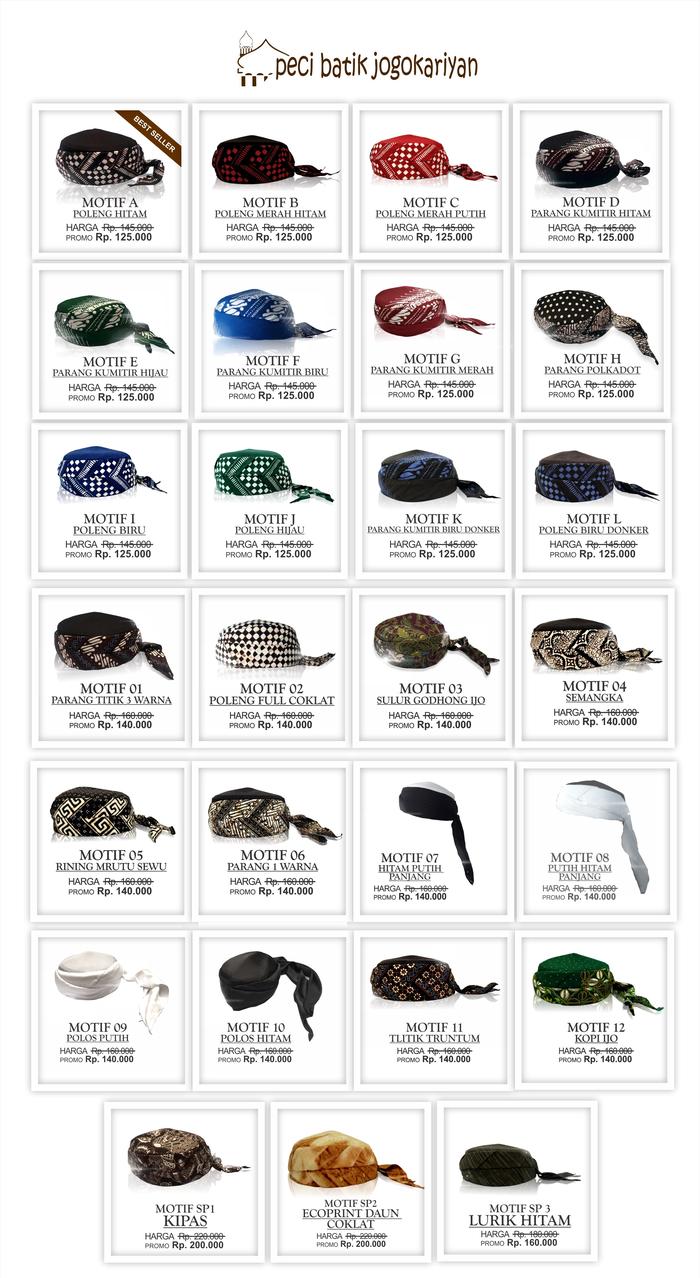 peci batik jogokariyan
BEST SELLER
MOTIF A
POLENG HITAM
HARGA Rp. 145.000
PROMO Rp. 125.000
MOTIF B
POLENG MERAH HITAM
HARGA Rp. 145.000
PROMO Rp. 125.000
MOTIF C
POLENG MERAH PUTIH
HARGA Rp. 145.000
PROMO Rp. 125.000
MOTIF D
PARANG KUMITIR HITAM
HARGA Rp. 145.000
PROMO Rp. 125.000
MOTIF E
PARANG KUMITIR HIJAU
HARGA Rp. 145.000
PROMO Rp. 125.000
MOTIF F
PARANG KUMITIR BIRU
HARGA Rp. 145.000
PROMO Rp. 125.000
MOTIF G
PARANG KUMITIR MERAH
HARGA Rp. 145.000
PROMO Rp. 125.000
MOTIF H
PARANG POLKADOT
HARGA Rp. 145.000
PROMO Rp. 125.000
MOTIF I
POLENG BIRU
HARGA Rp. 145.000
PROMO Rp. 125.000
MOTIF J
POLENG HIJAU
HARGA Rp. 145.000
PROMO Rp. 125.000
MOTIF K
PARANG KUMITIR BIRU DONKER
HARGA Rp. 145.000
PROMO Rp. 125.000
MOTIF L
POLENG BIRU DONKER
HARGA Rp. 145.000
PROMO Rp. 125.000
MOTIF 01
PARANG TITIK 3 WARNA
HARGA Rp. 160.000
PROMO Rp. 140.000
MOTIF 02
POLENG FULL COKLAT
HARGA Rp. 160.000
PROMO Rp. 140.000
MOTIF 03
SULUR GODHONG IJO
HARGA Rp. 160.000
PROMO Rp. 140.000
MOTIF 04
SEMANGKA
HARGA Rp. 160.000
PROMO Rp. 140.000
MOTIF 05
RINING MRUTU SEWU
HARGA Rp. 160.000
PROMO Rp. 140.000
MOTIF 06
PARANG 1 WARNA
HARGA Rp. 160.000
PROMO Rp. 140.000
MOTIF 07
HITAM PUTIH
PANJANG
HARGA Rp. 160.000
PROMO Rp. 140.000
MOTIF 08
PUTIH HITAM
PANJANG
HARGA Rp. 160.000
PROMO Rp. 140.000
MOTIF 09
POLOS PUTIH
HARGA Rp. 160.000
PROMO Rp. 140.000
MOTIF 10
POLOS HITAM
HARGA Rp. 160.000
PROMO Rp. 140.000
MOTIF 11
TLITIK TRUNTUM
HARGA Rp. 160.000
PROMO Rp. 140.000
MOTIF 12
KOPI IJO
HARGA Rp. 160.000
PROMO Rp. 140.000
MOTIF SP1
KIPAS
HARGA Rp. 220.000
PROMO Rp. 200.000
MOTIF SP2
ECOPRINT DAUN
COKLAT
HARGA Rp. 220.000
PROMO Rp. 200.000
MOTIF SP 3
LURIK HITAM
HARGA Rp. 180.000
PROMO Rp. 160.000